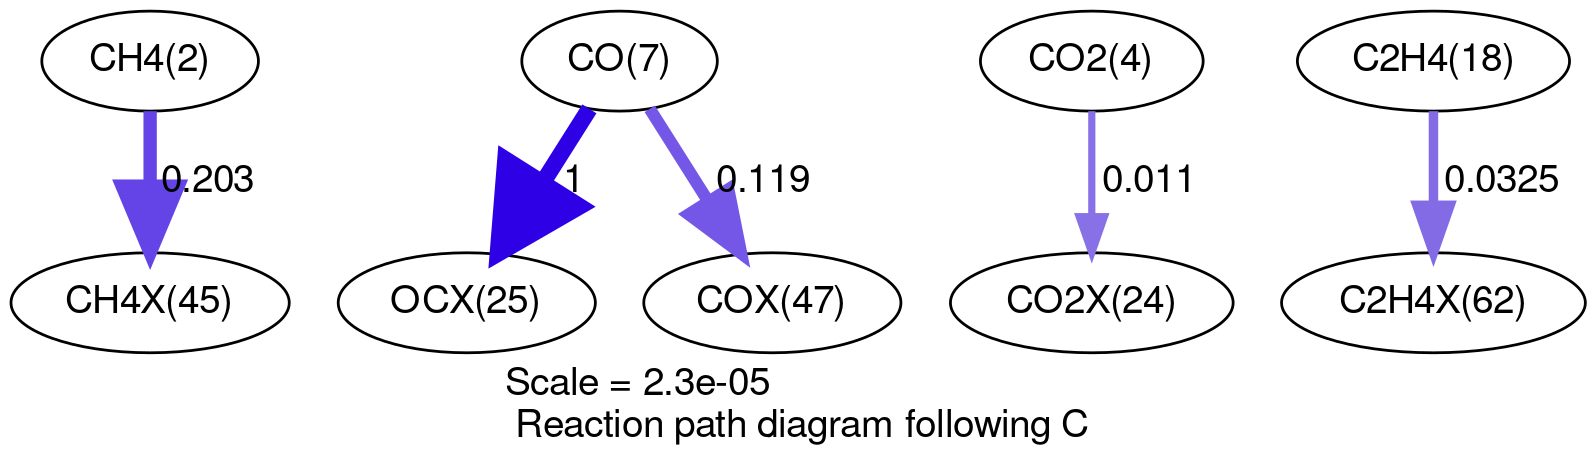 CH4(2)
CO(7)
CO2(4)
C2H4(18)
0.203
1
0.119
0.011
0.0325
CH4X(45)
OCX(25)
COX(47)
CO2X(24)
C2H4X(62)
Scale = 2.3e-05
Reaction path diagram following C